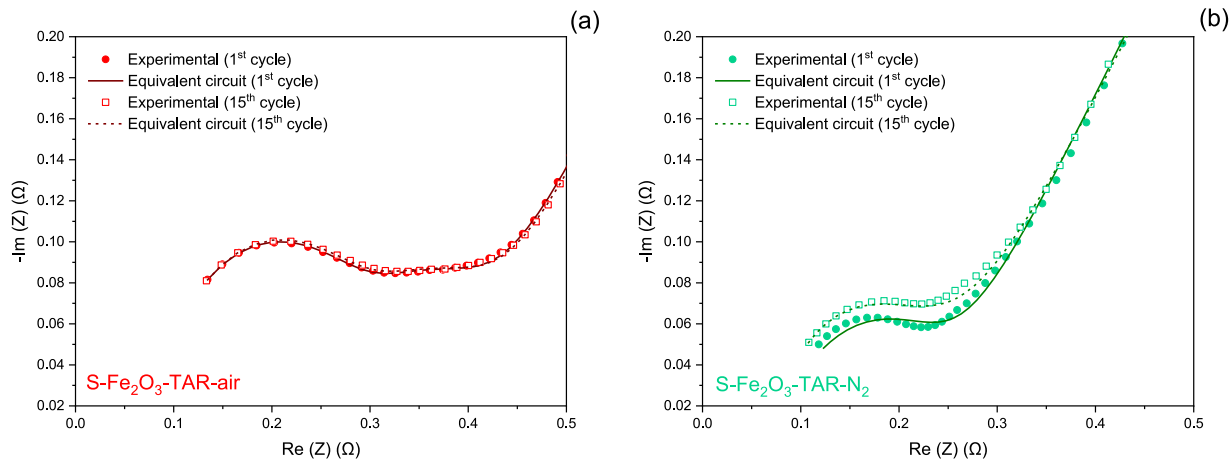 (a)
0.20
0.18
0.16
0.14
0.12
0.10
0.08
0.06
0.04
0.02
-Im (Z) (Ω)
Experimental (1st cycle)
Equivalent circuit (1st cycle)
Experimental (15th cycle)
Equivalent circuit (15th cycle)
S-Fe2O3-TAR-air
0.0 0.1 0.2 0.3 0.4 0.5
Re (Z) (Ω)
(b)
0.20
0.18
0.16
0.14
0.12
0.10
0.08
0.06
0.04
0.02
-Im (Z) (Ω)
Experimental (1st cycle)
Equivalent circuit (1st cycle)
Experimental (15th cycle)
Equivalent circuit (15th cycle)
S-Fe2O3-TAR-N2
0.0 0.1 0.2 0.3 0.4 0.5
Re (Z) (Ω)